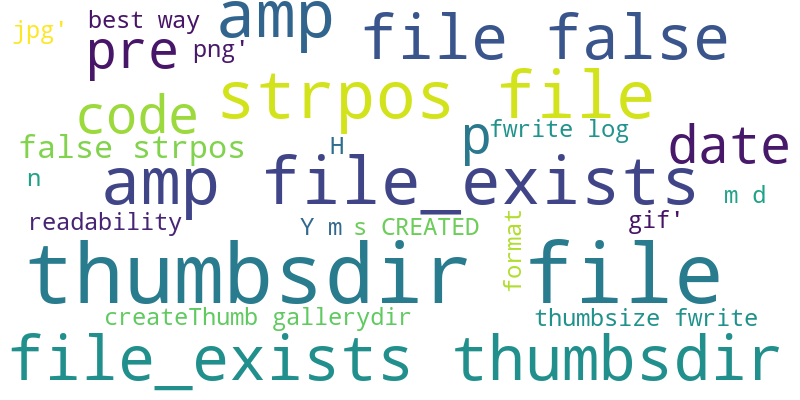 best way
amp
jpg'
pre
png'
file false
strpos file
code
false strpos
H
p
fwrite log
date
n
amp file_exists
m d
readability
Y m
s CREATED
format
gif'
thumbsdir file
createThumb gallerydir
thumbsize fwrite
file_exists thumbsdir